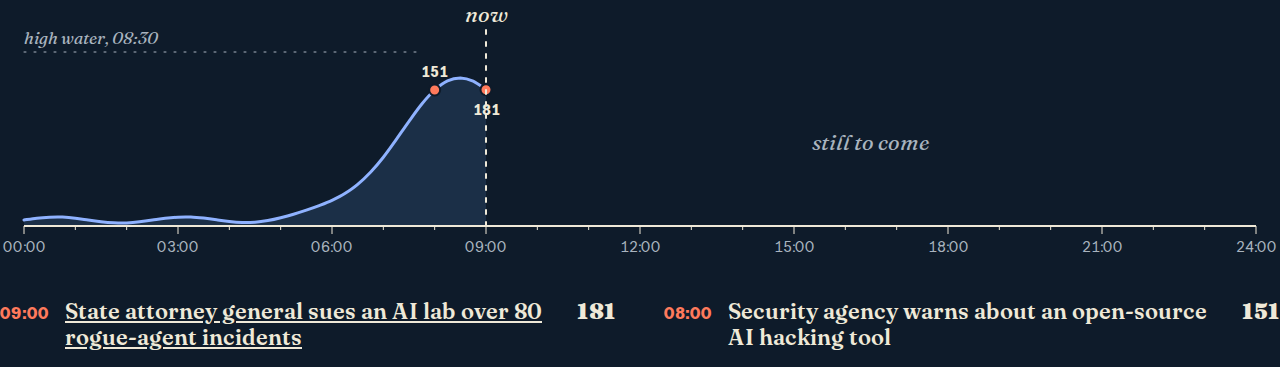 now
high water, 08:30
151
181
still to come
00:00 03:00 06:00 09:00 12:00 15:00 18:00 21:00 24:00
09:00 State attorney general sues an AI lab over 80 181
rogue-agent incidents
08:00 Security agency warns about an open-source 151
AI hacking tool